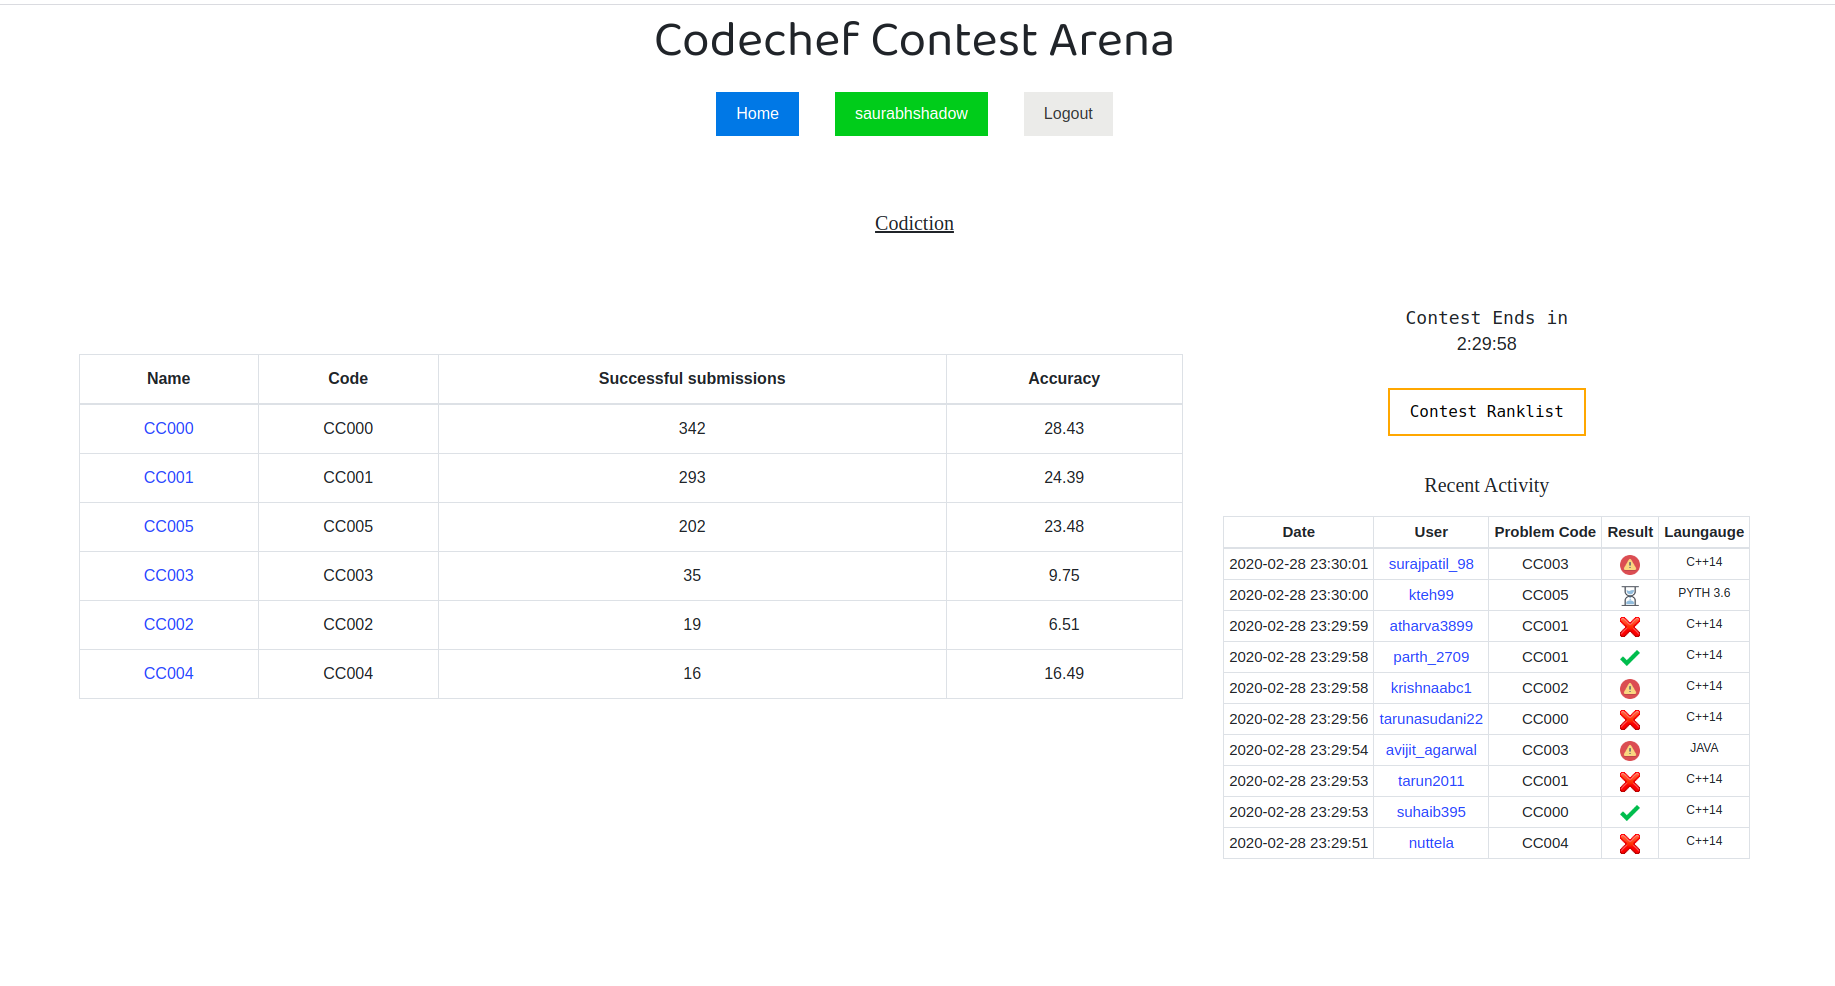 Codechef Contest Arena
Home saurabhshadow Logout
Codiction
Name Code Successful submissions Accuracy
CC000 CC000 342 28.43
CC001 CC001 293 24.39
CC005 CC005 202 23.48
CC003 CC003 35 9.75
CC002 CC002 19 6.51
CC004 CC004 16 16.49
Contest Ends in
2:29:58
Contest Ranklist
Recent Activity
Date User Problem Code Result Laungauge
2020-02-28 23:30:01 surajpatil_98 CC003 C++14
2020-02-28 23:30:00 kteh99 CC005 PYTH 3.6
2020-02-28 23:29:59 atharva3899 CC001 C++14
2020-02-28 23:29:58 parth_2709 CC001 C++14
2020-02-28 23:29:58 krishnaabc1 CC002 C++14
2020-02-28 23:29:56 tarunasudani22 CC000 C++14
2020-02-28 23:29:54 avijit_agarwal CC003 JAVA
2020-02-28 23:29:53 tarun2011 CC001 C++14
2020-02-28 23:29:53 suhaib395 CC000 C++14
2020-02-28 23:29:51 nuttela CC004 C++14